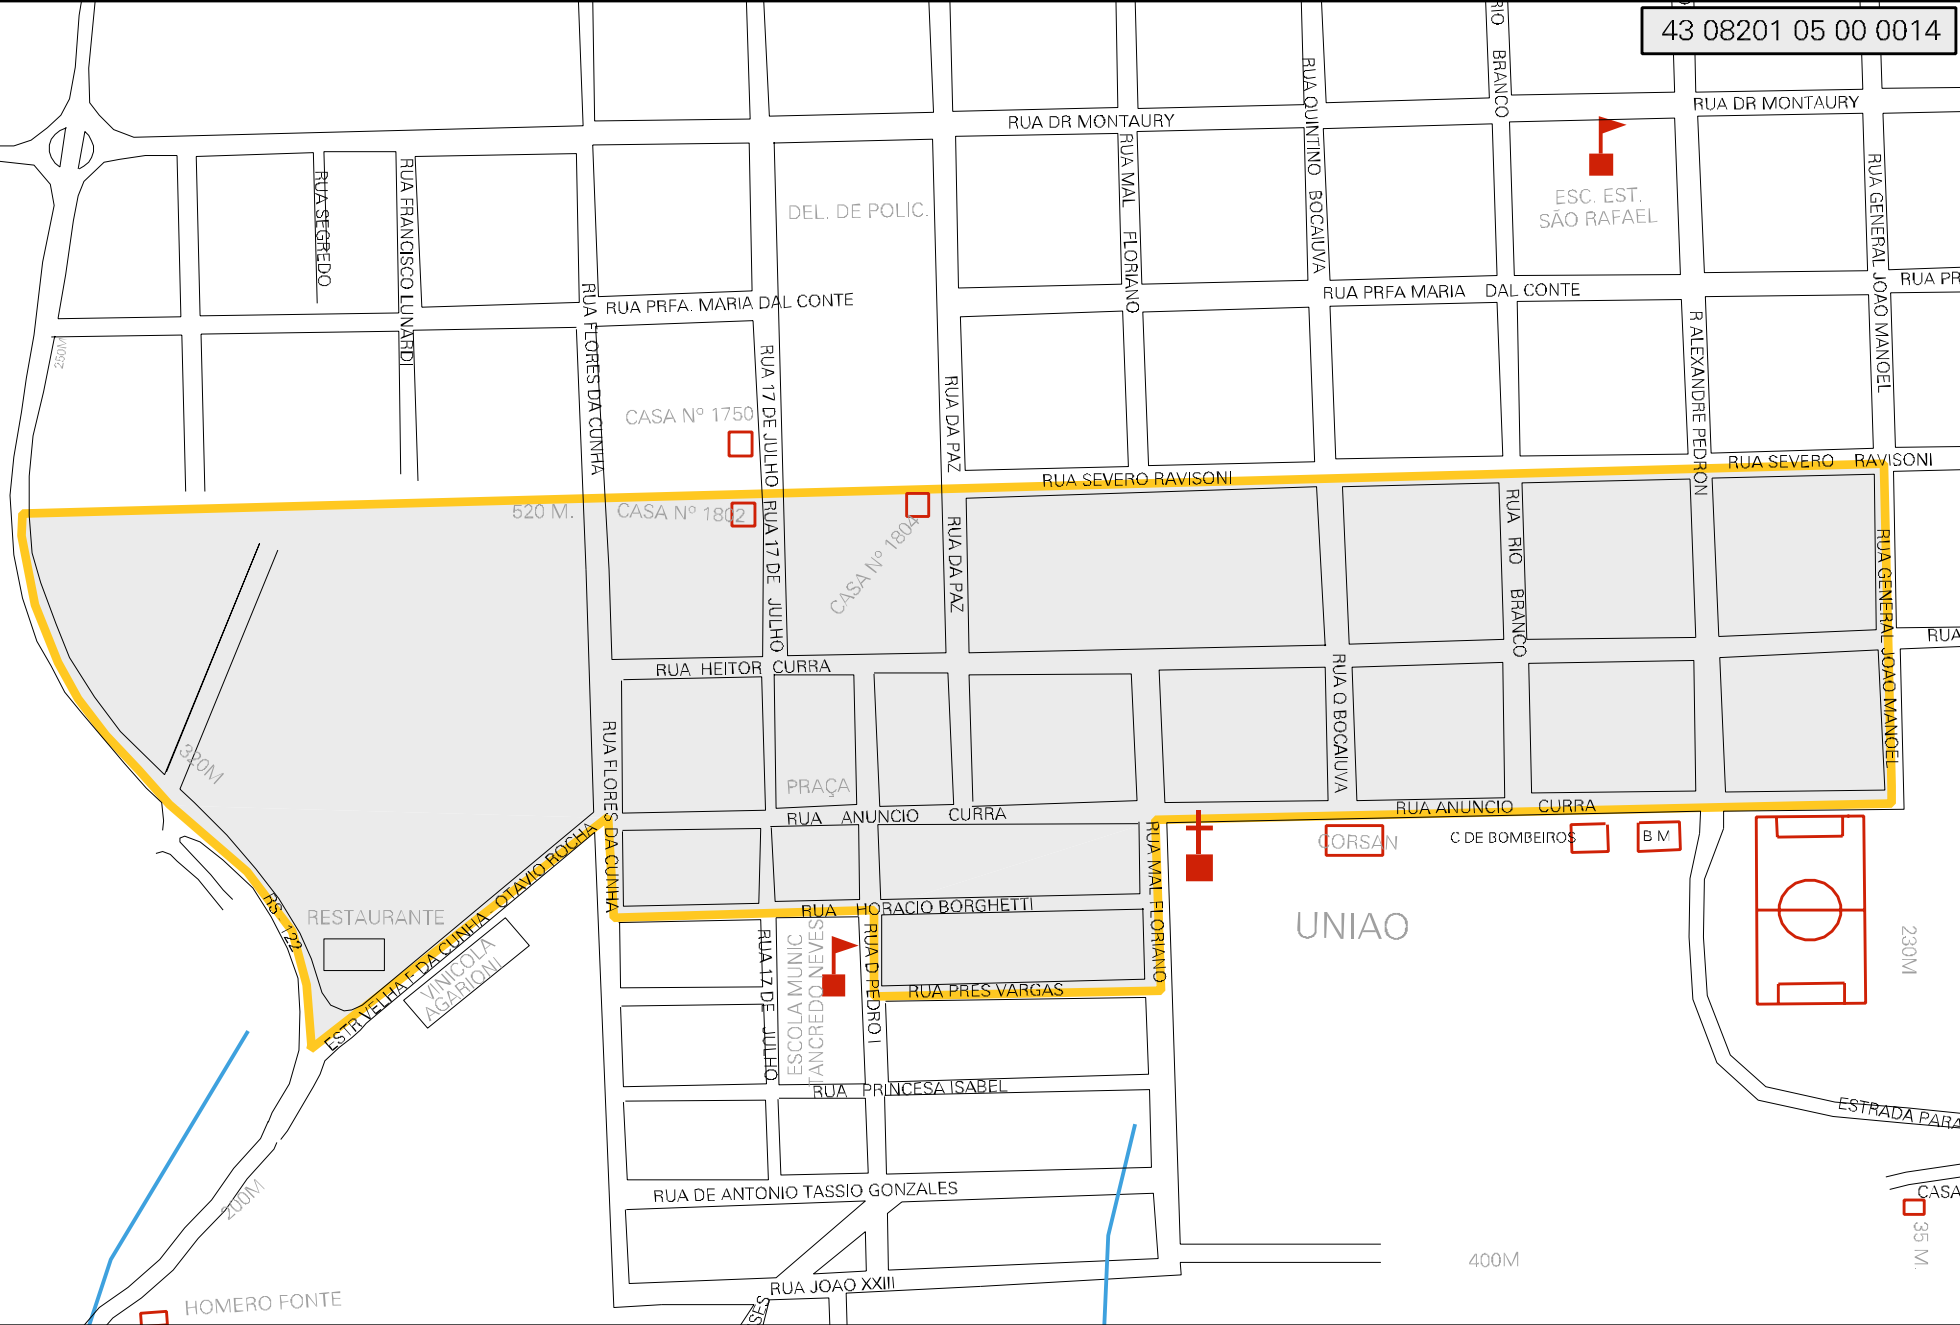 43 08201 05 00 0014
RIO BRANCO
RUA DR MONTAURY
RUA DR MONTAURY
RUA QUINTINO BOCAIUVA
RUA MAL FLORIANO
RUA SEGREDO
RUA FRANCISCO LUNARDI
DEL. DE POLIC.
ESC. EST.
SÃO RAFAEL
RUA GENERAL JOAO MANOEL
RUA PRFA. MARIA DAL CONTE
RUA PRFA MARIA DAL CONTE
RUA PR
RUA FLORES DA CUNHA
250M
RUA 17 DE JULHO
RUA DA PAZ
R ALEXANDRE PEDRON
CASA Nº 1750
RUA SEVERO RAVISONI
RUA SEVERO RAVISONI
520 M.
CASA Nº 1802
CASA Nº 1804
RUA 17 DE JULHO
RUA DA PAZ
RUA RIO BRANCO
RUA GENERAL JOAO MANOEL
RUA
RUA HEITOR CURRA
RUA Q BOCAIUVA
320M
RUA FLORES DA CUNHA
PRAÇA
RUA ANUNCIO CURRA
RUA ANUNCIO CURRA
RUA MAL FLORIANO
CORSAN
C DE BOMBEIROS
B M
RS 122
RESTAURANTE
ESTR VELHA F DA CUNHA - OTAVIO ROCHA
VINICOLA
AGARIONI
RUA HORACIO BORGHETTI
UNIAO
230M
RUA 17 DE JULHO
ESCOLA MUNIC
TANCREDO NEVES
RUA D PEDRO I
RUA PRES VARGAS
RUA PRINCESA ISABEL
ESTRADA PARA
RUA DE ANTONIO TASSIO GONZALES
CASA
35 M.
200M
400M
RUA JOAO XXIII
HOMERO FONTE
SES